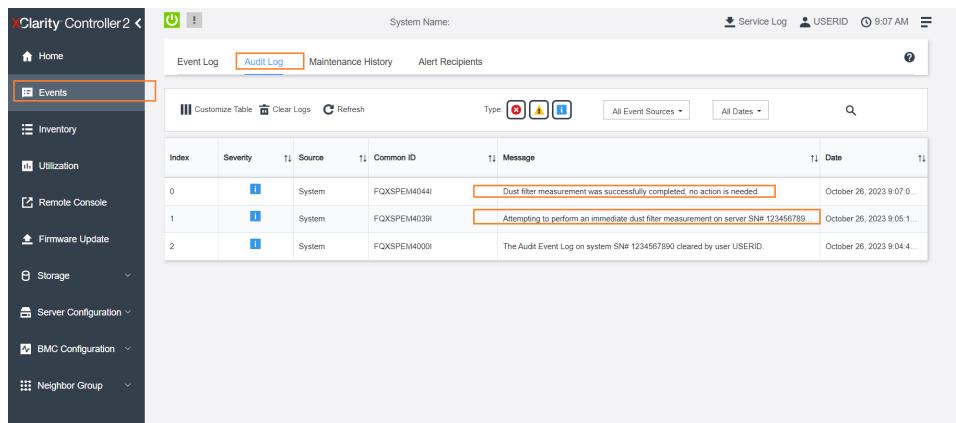 XClarity Controller 2
System Name:
Service Log
USERID
9:07 AM
Home
Events
Inventory
Utilization
Remote Console
Firmware Update
Storage
Server Configuration
BMC Configuration
Neighbor Group
Event Log Audit Log Maintenance History Alert Recipients
Customize Table Clear Logs Refresh Type: All Event Sources All Dates
Index Severity Source Common ID Message Date
0 System FQXSPEM4044I Dust filter measurement was successfully completed, no action is needed. October 26, 2023 9:07:0...
1 System FQXSPEM4039I Attempting to perform an immediate dust filter measurement on server SN# 123456789... October 26, 2023 9:05:1...
2 System FQXSPEM4000I The Audit Event Log on system SN# 1234567890 cleared by user USERID. October 26, 2023 9:04:4...